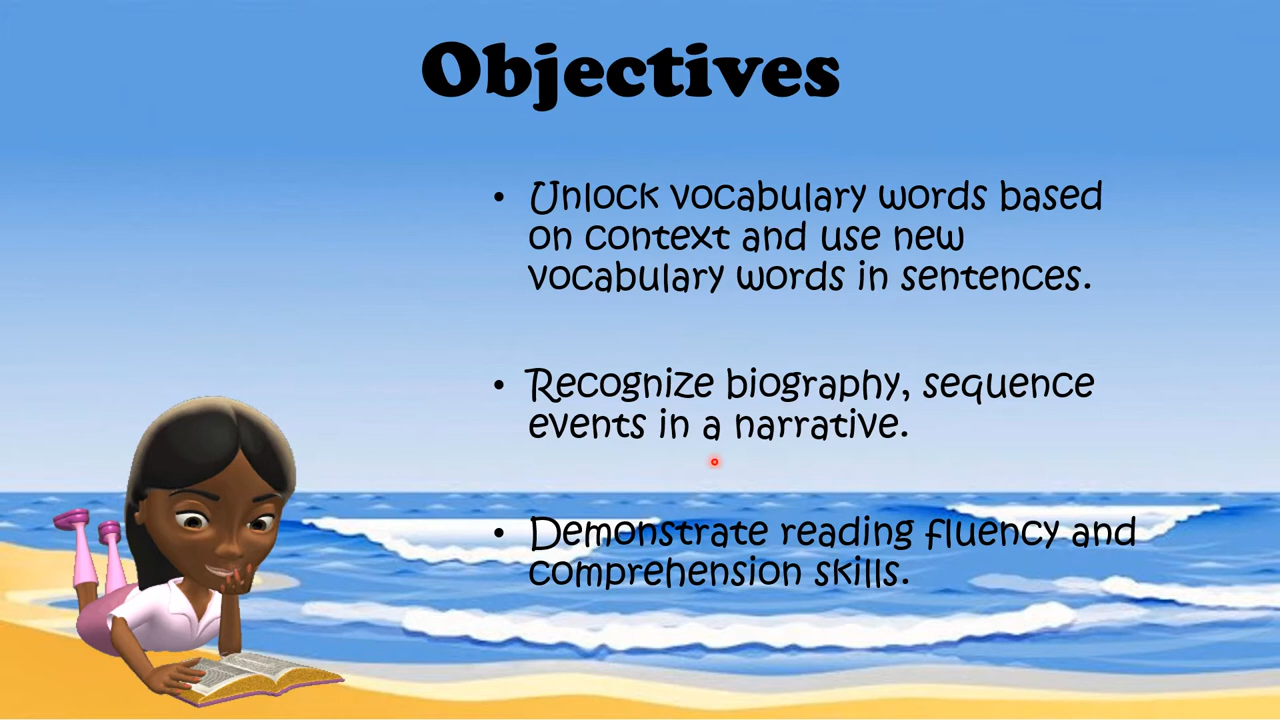 Objectives
• Unlock vocabulary words based
on context and use new
vocabulary words in sentences.
• Recognize biography, sequence
events in a narrative.
• Demonstrate reading fluency and
comprehension skills.